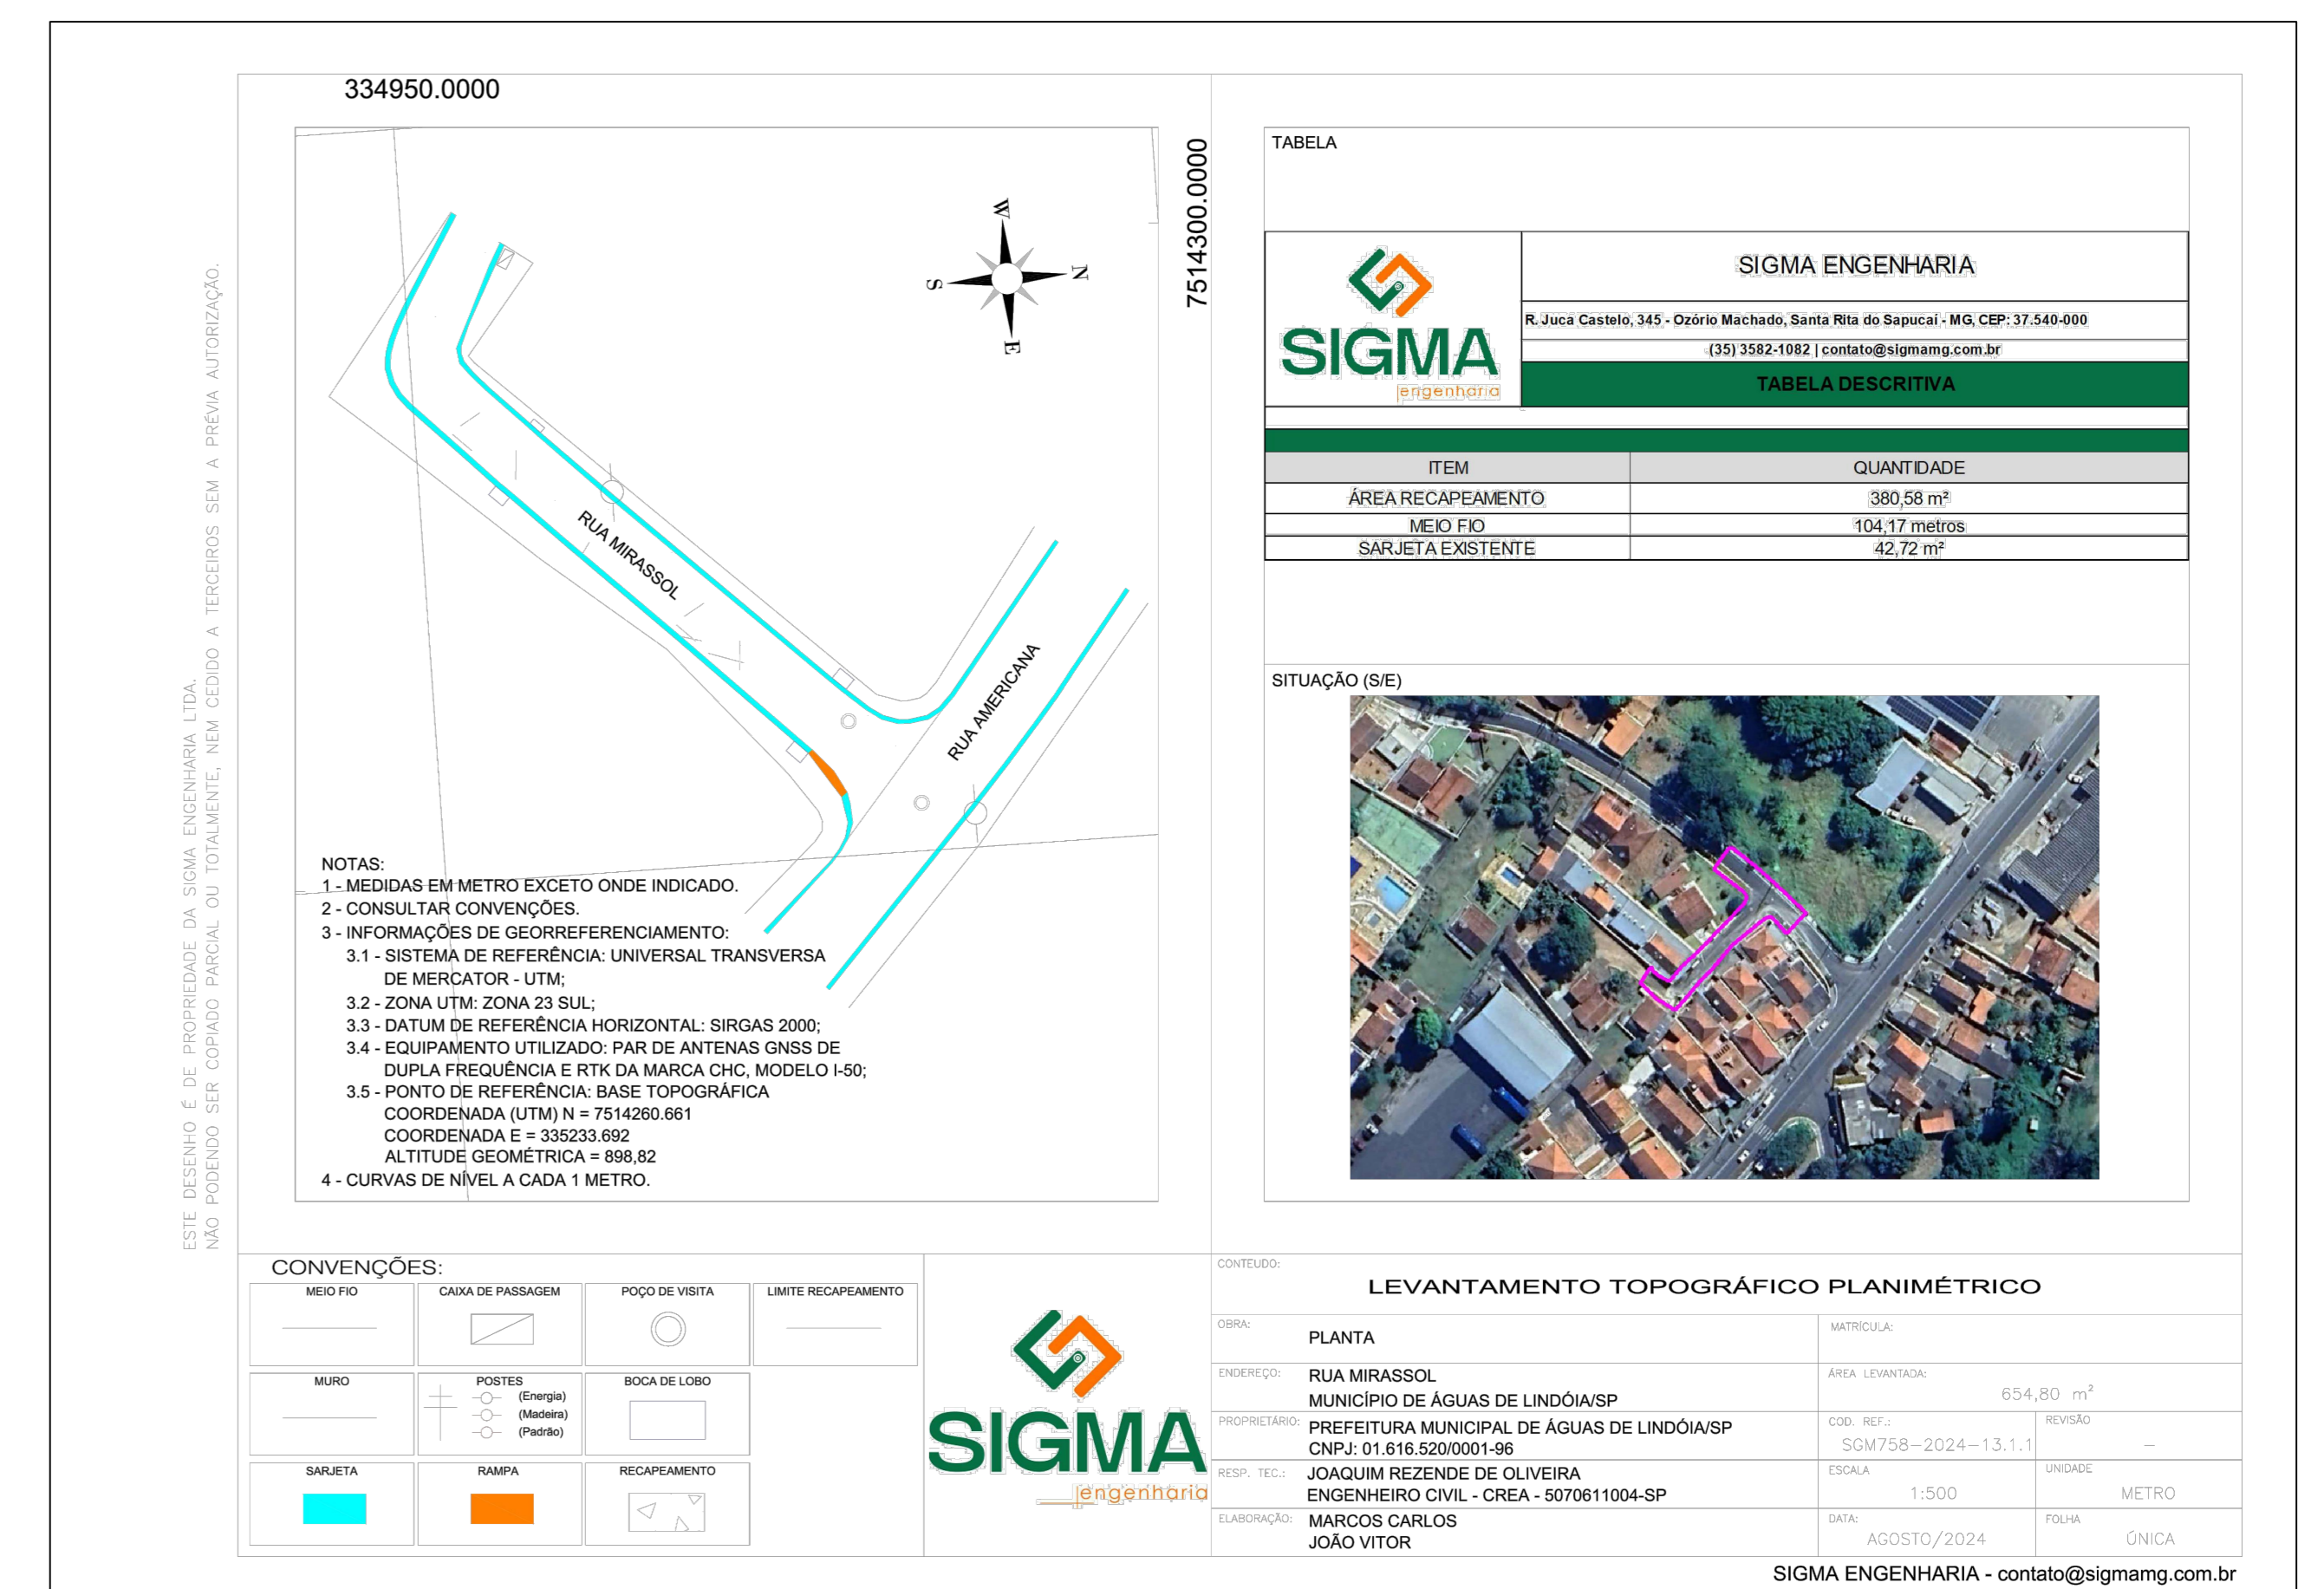 334950.0000
7514300.0000
W
N
S
E
RUA MIRASSOL
RUA AMERICANA
NOTAS:
1 - MEDIDAS EM METRO EXCETO ONDE INDICADO.
2 - CONSULTAR CONVENÇÕES.
3 - INFORMAÇÕES DE GEORREFERENCIAMENTO:
3.1 - SISTEMA DE REFERÊNCIA: UNIVERSAL TRANSVERSA
DE MERCATOR - UTM;
3.2 - ZONA UTM: ZONA 23 SUL;
3.3 - DATUM DE REFERÊNCIA HORIZONTAL: SIRGAS 2000;
3.4 - EQUIPAMENTO UTILIZADO: PAR DE ANTENAS GNSS DE
DUPLA FREQUÊNCIA E RTK DA MARCA CHC, MODELO I-50;
3.5 - PONTO DE REFERÊNCIA: BASE TOPOGRÁFICA
COORDENADA (UTM) N = 7514260.661
COORDENADA E = 335233.692
ALTITUDE GEOMÉTRICA = 898,82
4 - CURVAS DE NÍVEL A CADA 1 METRO.
ESTE DESENHO É DE PROPRIEDADE DA SIGMA ENGENHARIA LTDA.
NÃO PODENDO SER COPIADO PARCIAL OU TOTALMENTE, NEM CEDIDO A TERCEIROS SEM A PRÉVIA AUTORIZAÇÃO.
TABELA
SIGMA
engenharia
SIGMA ENGENHARIA
R. Juca Castelo, 345 - Ozório Machado, Santa Rita do Sapucaí - MG, CEP: 37.540-000
(35) 3582-1082 | contato@sigmamg.com.br
TABELA DESCRITIVA
ITEM QUANTIDADE
ÁREA RECAPEAMENTO 380,58 m²
MEIO FIO 104,17 metros
SARJETA EXISTENTE 42,72 m²
SITUAÇÃO (S/E)
CONVENÇÕES:
MEIO FIO CAIXA DE PASSAGEM POÇO DE VISITA LIMITE RECAPEAMENTO
MURO POSTES BOCA DE LOBO
(Energia)
(Madeira)
(Padrão)
SARJETA RAMPA RECAPEAMENTO
SIGMA
engenharia
CONTEUDO:
LEVANTAMENTO TOPOGRÁFICO PLANIMÉTRICO
OBRA: PLANTA
MATRÍCULA:
ENDEREÇO: RUA MIRASSOL
MUNICÍPIO DE ÁGUAS DE LINDÓIA/SP
ÁREA LEVANTADA:
654,80 m²
PROPRIETÁRIO: PREFEITURA MUNICIPAL DE ÁGUAS DE LINDÓIA/SP
CNPJ: 01.616.520/0001-96
COD. REF.:
SGM758-2024-13.1.1
REVISÃO
-
RESP. TEC.: JOAQUIM REZENDE DE OLIVEIRA
ENGENHEIRO CIVIL - CREA - 5070611004-SP
ESCALA
1:500
UNIDADE
METRO
ELABORAÇÃO: MARCOS CARLOS
JOÃO VITOR
DATA:
AGOSTO/2024
FOLHA
ÚNICA
SIGMA ENGENHARIA - contato@sigmamg.com.br